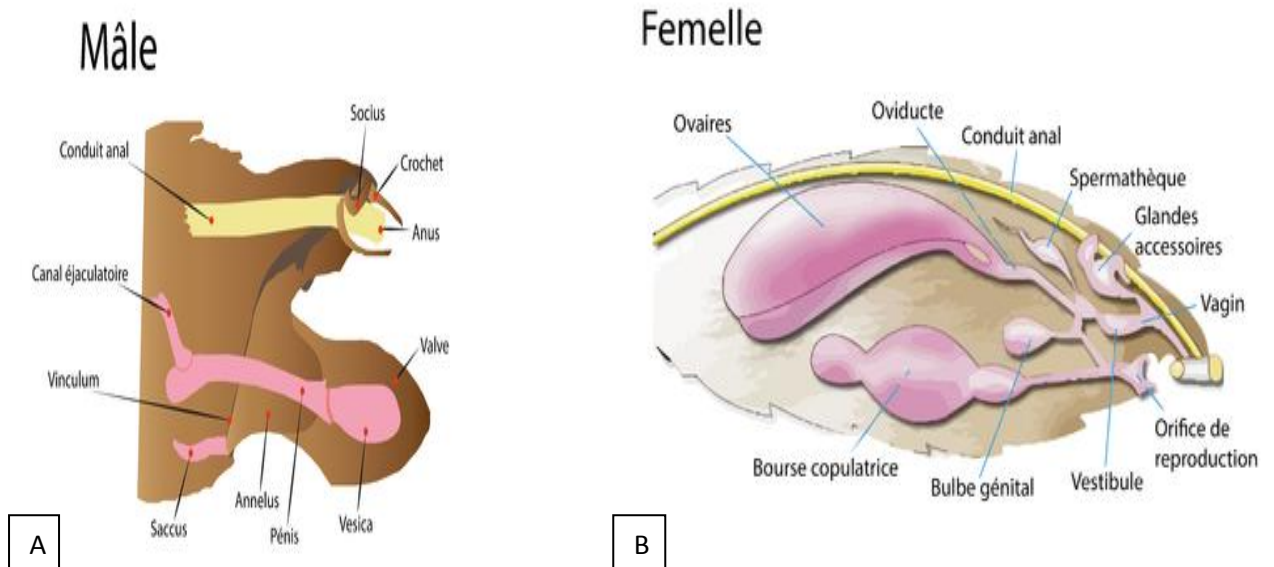 Mâle
Socius
Conduit anal
Crochet
Anus
Canal éjaculatoire
Valve
Vinculum
Saccus
Annelus
Pénis
Vesica
A
Femelle
Ovaires
Oviducte
Conduit anal
Spermathèque
Glandes
accessoires
Vagin
Orifice de
reproduction
Vestibule
Bulbe génital
Bourse copulatrice
B